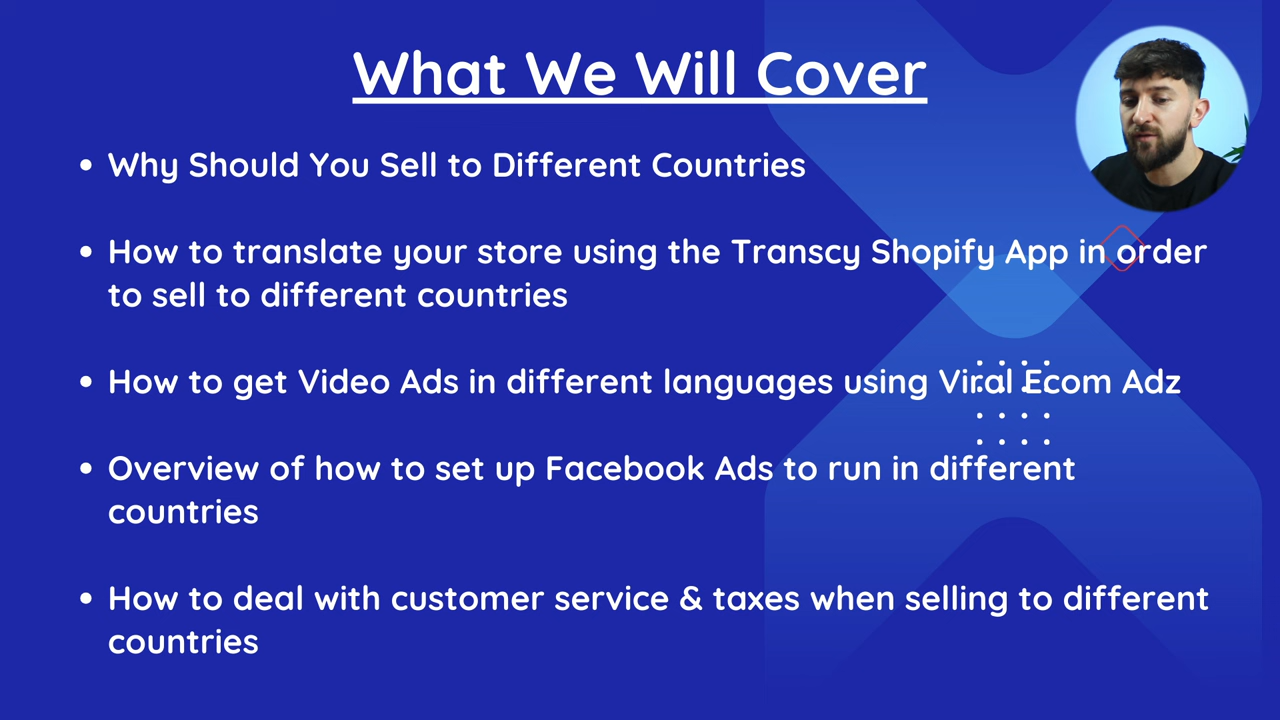 What We Will Cover
• Why Should You Sell to Different Countries
• How to translate your store using the Transcy Shopify App in order
to sell to different countries
• How to get Video Ads in different languages using Viral Ecom Adz
• Overview of how to set up Facebook Ads to run in different
countries
• How to deal with customer service & taxes when selling to different
countries